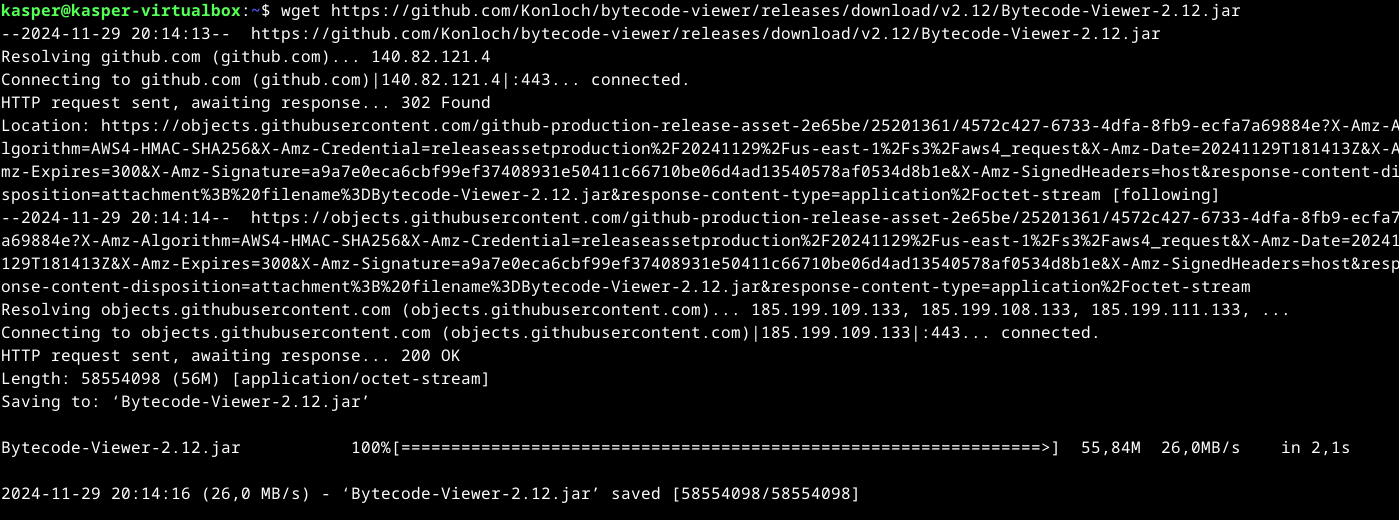 kasper@kasper-virtualbox:~$ wget https://github.com/Konloch/bytecode-viewer/releases/download/v2.12/Bytecode-Viewer-2.12.jar
--2024-11-29 20:14:13--  https://github.com/Konloch/bytecode-viewer/releases/download/v2.12/Bytecode-Viewer-2.12.jar
Resolving github.com (github.com)... 140.82.121.4
Connecting to github.com (github.com)|140.82.121.4|:443... connected.
HTTP request sent, awaiting response... 302 Found
Location: https://objects.githubusercontent.com/github-production-release-asset-2e65be/25201361/4572c427-6733-4dfa-8fb9-ecfa7a69884e?X-Amz-A
lgorithm=AWS4-HMAC-SHA256&X-Amz-Credential=releaseassetproduction%2F20241129%2Fus-east-1%2Fs3%2Faws4_request&X-Amz-Date=20241129T181413Z&X-A
mz-Expires=300&X-Amz-Signature=a9a7e0eca6cbf99ef37408931e50411c66710be06d4ad13540578af0534d8b1e&X-Amz-SignedHeaders=host&response-content-di
sposition=attachment%3B%20filename%3DBytecode-Viewer-2.12.jar&response-content-type=application%2Foctet-stream [following]
--2024-11-29 20:14:14--  https://objects.githubusercontent.com/github-production-release-asset-2e65be/25201361/4572c427-6733-4dfa-8fb9-ecfa7
a69884e?X-Amz-Algorithm=AWS4-HMAC-SHA256&X-Amz-Credential=releaseassetproduction%2F20241129%2Fus-east-1%2Fs3%2Faws4_request&X-Amz-Date=20241
129T181413Z&X-Amz-Expires=300&X-Amz-Signature=a9a7e0eca6cbf99ef37408931e50411c66710be06d4ad13540578af0534d8b1e&X-Amz-SignedHeaders=host&resp
onse-content-disposition=attachment%3B%20filename%3DBytecode-Viewer-2.12.jar&response-content-type=application%2Foctet-stream
Resolving objects.githubusercontent.com (objects.githubusercontent.com)... 185.199.109.133, 185.199.108.133, 185.199.111.133, ...
Connecting to objects.githubusercontent.com (objects.githubusercontent.com)|185.199.109.133|:443... connected.
HTTP request sent, awaiting response... 200 OK
Length: 58554098 (56M) [application/octet-stream]
Saving to: ‘Bytecode-Viewer-2.12.jar’
Bytecode-Viewer-2.12.jar           100%[================================================================>]  55,84M  26,0MB/s    in 2,1s
2024-11-29 20:14:16 (26,0 MB/s) - ‘Bytecode-Viewer-2.12.jar’ saved [58554098/58554098]